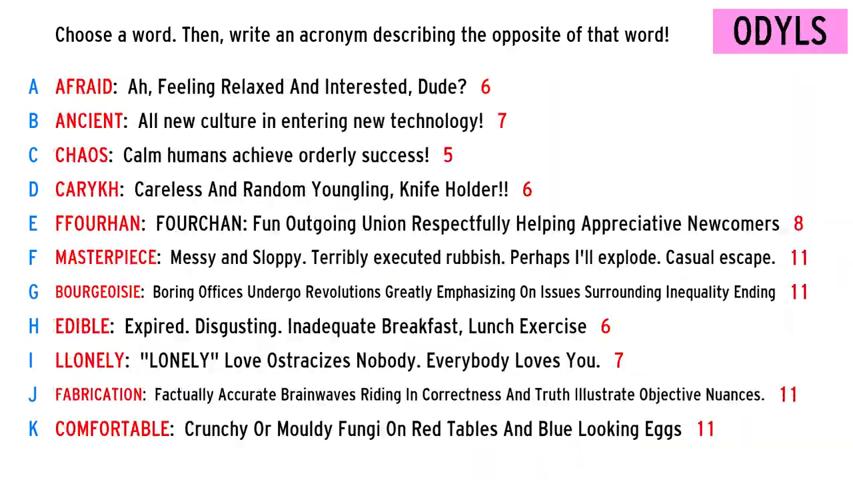 Choose a word. Then, write an acronym describing the opposite of that word!
ODYLS
A AFRAID: Ah, Feeling Relaxed And Interested, Dude? 6
B ANCIENT: All new culture in entering new technology! 7
C CHAOS: Calm humans achieve orderly success! 5
D CARYKH: Careless And Random Youngling, Knife Holder!! 6
E FFOURHAN: FOURCHAN: Fun Outgoing Union Respectfully Helping Appreciative Newcomers 8
F MASTERPIECE: Messy and Sloppy. Terribly executed rubbish. Perhaps I'll explode. Casual escape. 11
G BOURGEOISIE: Boring Offices Undergo Revolutions Greatly Emphasizing On Issues Surrounding Inequality Ending 11
H EDIBLE: Expired. Disgusting. Inadequate Breakfast, Lunch Exercise 6
I LLONELY: "LONELY" Love Ostracizes Nobody. Everybody Loves You. 7
J FABRICATION: Factually Accurate Brainwaves Riding In Correctness And Truth Illustrate Objective Nuances. 11
K COMFORTABLE: Crunchy Or Mouldy Fungi On Red Tables And Blue Looking Eggs 11